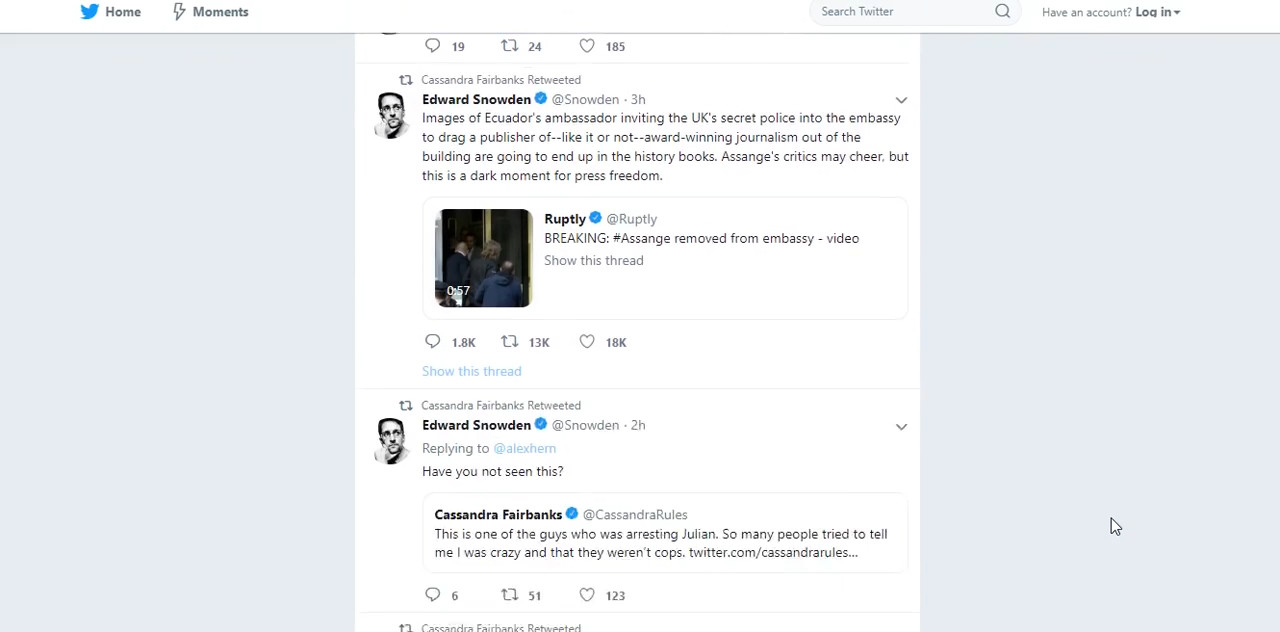 Home Moments Search Twitter Have an account? Log in
19 24 185
Cassandra Fairbanks Retweeted
Edward Snowden @Snowden · 3h
Images of Ecuador's ambassador inviting the UK's secret police into the embassy
to drag a publisher of--like it or not--award-winning journalism out of the
building are going to end up in the history books. Assange's critics may cheer, but
this is a dark moment for press freedom.
Ruptly @Ruptly
BREAKING: #Assange removed from embassy - video
Show this thread
0:57
1.8K 13K 18K
Show this thread
Cassandra Fairbanks Retweeted
Edward Snowden @Snowden · 2h
Replying to @alexhern
Have you not seen this?
Cassandra Fairbanks @CassandraRules
This is one of the guys who was arresting Julian. So many people tried to tell
me I was crazy and that they weren't cops. twitter.com/cassandrarules…
6 51 123
Cassandra Fairbanks Retweeted